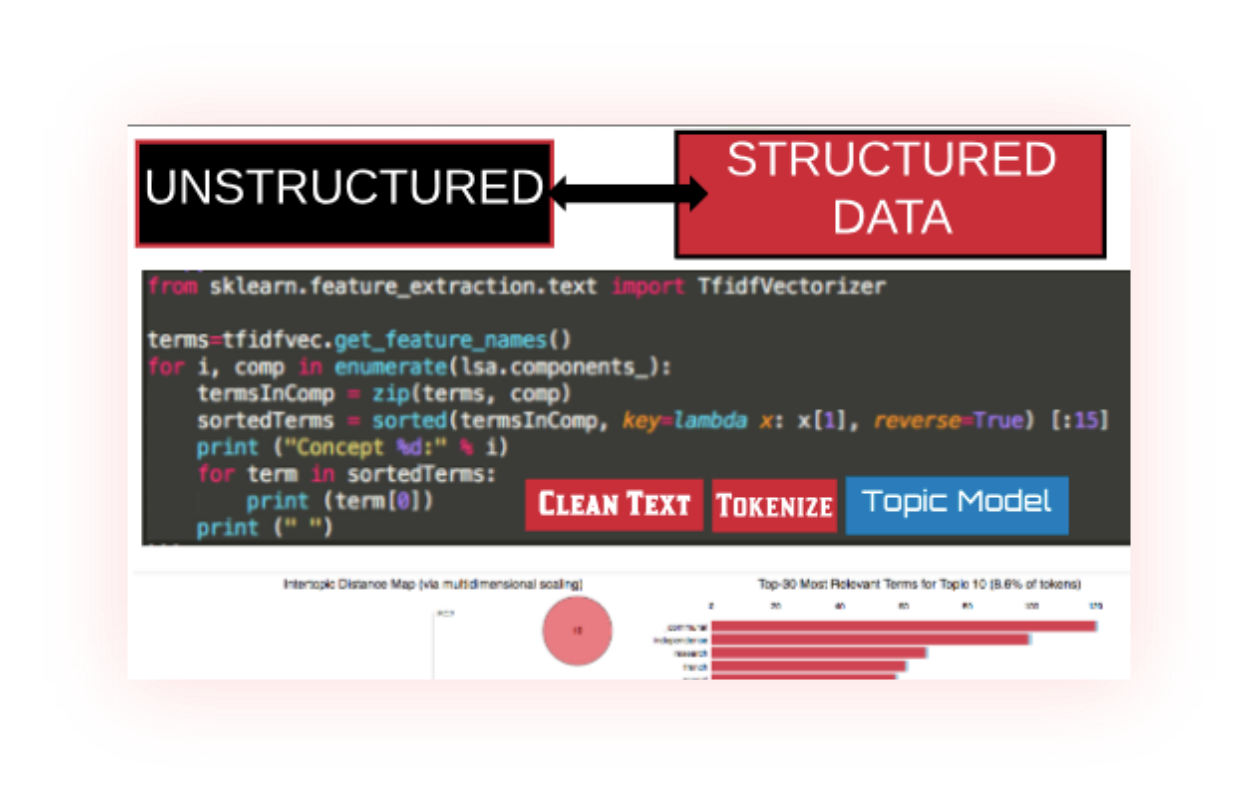 UNSTRUCTURED
STRUCTURED
DATA
from sklearn.feature_extraction.text import TfidfVectorizer
terms=tfidfvec.get_feature_names()
for i, comp in enumerate(lsa.components_):
    termsInComp = zip(terms, comp)
    sortedTerms = sorted(termsInComp, key=lambda x: x[1], reverse=True) [:15]
    print ("Concept %d:" % i)
    for term in sortedTerms:
        print (term[0])
    print (" ")
CLEAN TEXT
TOKENIZE
Topic Model
Intertopic Distance Map (via multidimensional scaling)
Top-30 Most Relevant Terms for Topic 10 (8.6% of tokens)
0 20 40 60 80 100 120
PC2
10
communal
independence
research
french